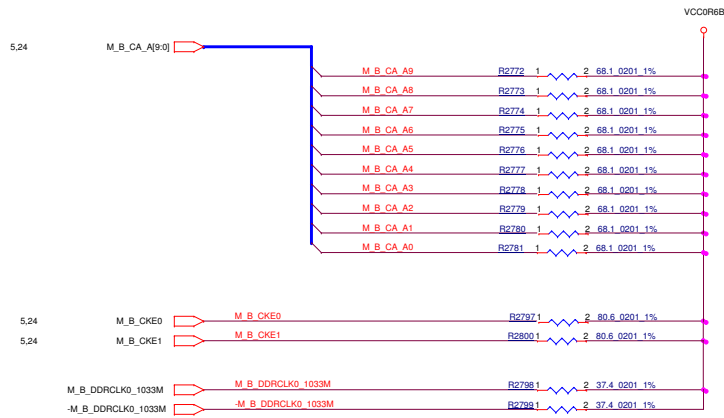 VCC0R6B
5,24 M_B_CA_A[9:0]
M_B_CA_A9 R2772 1 2 68.1_0201_1%
M_B_CA_A8 R2773 1 2 68.1_0201_1%
M_B_CA_A7 R2774 1 2 68.1_0201_1%
M_B_CA_A6 R2775 1 2 68.1_0201_1%
M_B_CA_A5 R2776 1 2 68.1_0201_1%
M_B_CA_A4 R2777 1 2 68.1_0201_1%
M_B_CA_A3 R2778 1 2 68.1_0201_1%
M_B_CA_A2 R2779 1 2 68.1_0201_1%
M_B_CA_A1 R2780 1 2 68.1_0201_1%
M_B_CA_A0 R2781 1 2 68.1_0201_1%
5,24 M_B_CKE0 M_B_CKE0 R2797 1 2 80.6_0201_1%
5,24 M_B_CKE1 M_B_CKE1 R2800 1 2 80.6_0201_1%
M_B_DDRCLK0_1033M M_B_DDRCLK0_1033M R2798 1 2 37.4_0201_1%
-M_B_DDRCLK0_1033M -M_B_DDRCLK0_1033M R2799 1 2 37.4_0201_1%